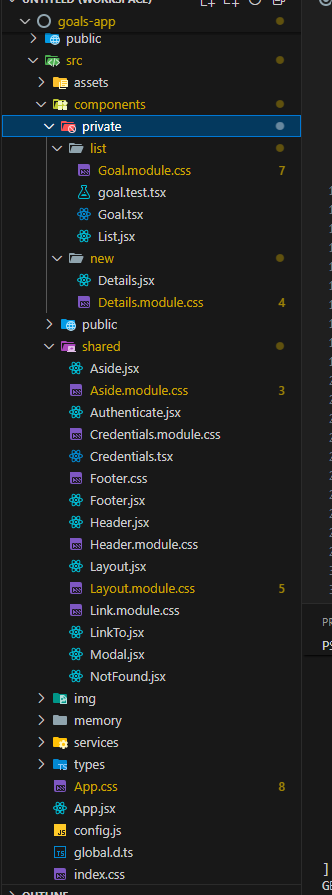 UNTITLED (WORKSPACE)
goals-app
public
src
assets
components
private
list
Goal.module.css 7
goal.test.tsx
Goal.tsx
List.jsx
new
Details.jsx
Details.module.css 4
public
shared
Aside.jsx
Aside.module.css 3
Authenticate.jsx
Credentials.module.css
Credentials.tsx
Footer.css
Footer.jsx
Header.jsx
Header.module.css
Layout.jsx
Layout.module.css 5
Link.module.css
LinkTo.jsx
Modal.jsx
NotFound.jsx
img
memory
services
types
App.css 8
App.jsx
config.js
global.d.ts
index.css
OUTLINE
PR
PS
]
GE